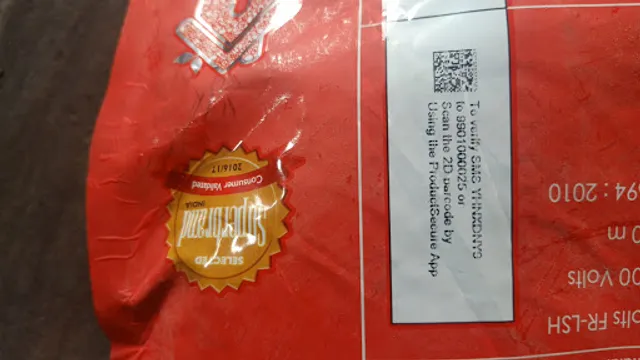 To verify SMS
to 9901000025 or
Scan the 2D barcode by
Using the ProductSecure App
SELECTED
Superbrand
INDIA
Consumer Validated
2016/17
olts FR-LSH
00 Volts
0 m
94 : 2010